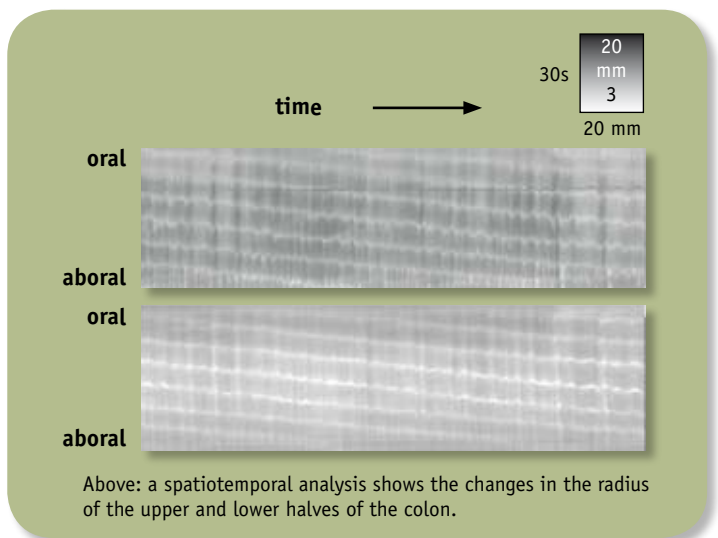 20
30s mm
3
20 mm
time
oral
aboral
oral
aboral
Above: a spatiotemporal analysis shows the changes in the radius
of the upper and lower halves of the colon.